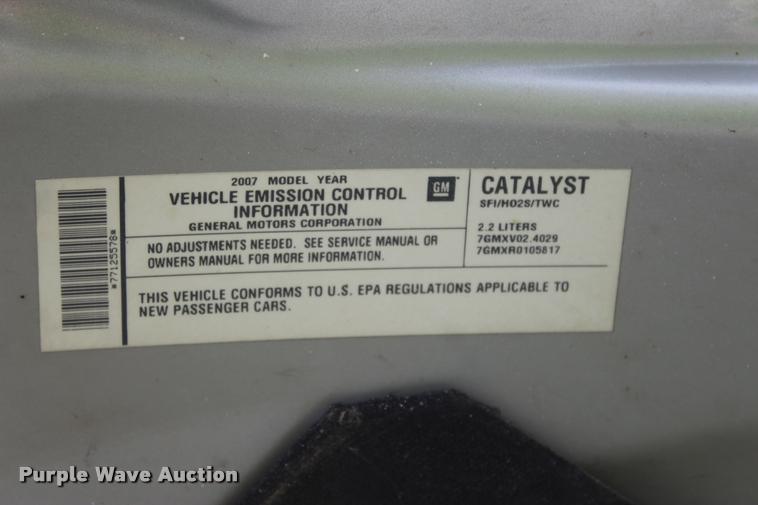 *77125578*
2007 MODEL YEAR
VEHICLE EMISSION CONTROL
INFORMATION
GENERAL MOTORS CORPORATION
GM
CATALYST
SFI/HO2S/TWC
2.2 LITERS
7GMXV02.4029
7GMXR0105817
NO ADJUSTMENTS NEEDED. SEE SERVICE MANUAL OR
OWNERS MANUAL FOR MORE INFORMATION.
THIS VEHICLE CONFORMS TO U.S. EPA REGULATIONS APPLICABLE TO
NEW PASSENGER CARS.
Purple Wave Auction